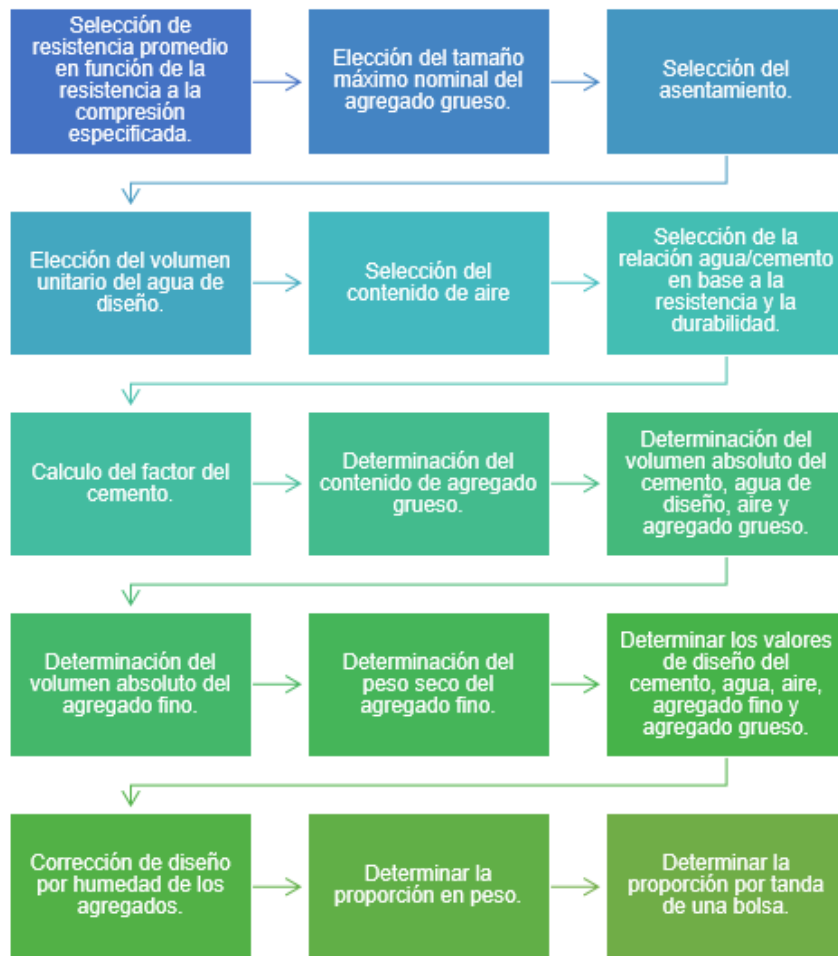 Selección de
resistencia promedio
en función de la
resistencia a la
compresión
especificada.
Elección del tamaño
máximo nominal del
agregado grueso.
Selección del
asentamiento.
Elección del volumen
unitario del agua de
diseño.
Selección del
contenido de aire
Selección de la
relación agua/cemento
en base a la
resistencia y la
durabilidad.
Calculo del factor del
cemento.
Determinación del
contenido de agregado
grueso.
Determinación del
volumen absoluto del
cemento, agua de
diseño, aire y
agregado grueso.
Determinación del
volumen absoluto del
agregado fino.
Determinación del
peso seco del
agregado fino.
Determinar los valores
de diseño del
cemento, agua, aire,
agregado fino y
agregado grueso.
Corrección de diseño
por humedad de los
agregados.
Determinar la
proporción en peso.
Determinar la
proporción por tanda
de una bolsa.